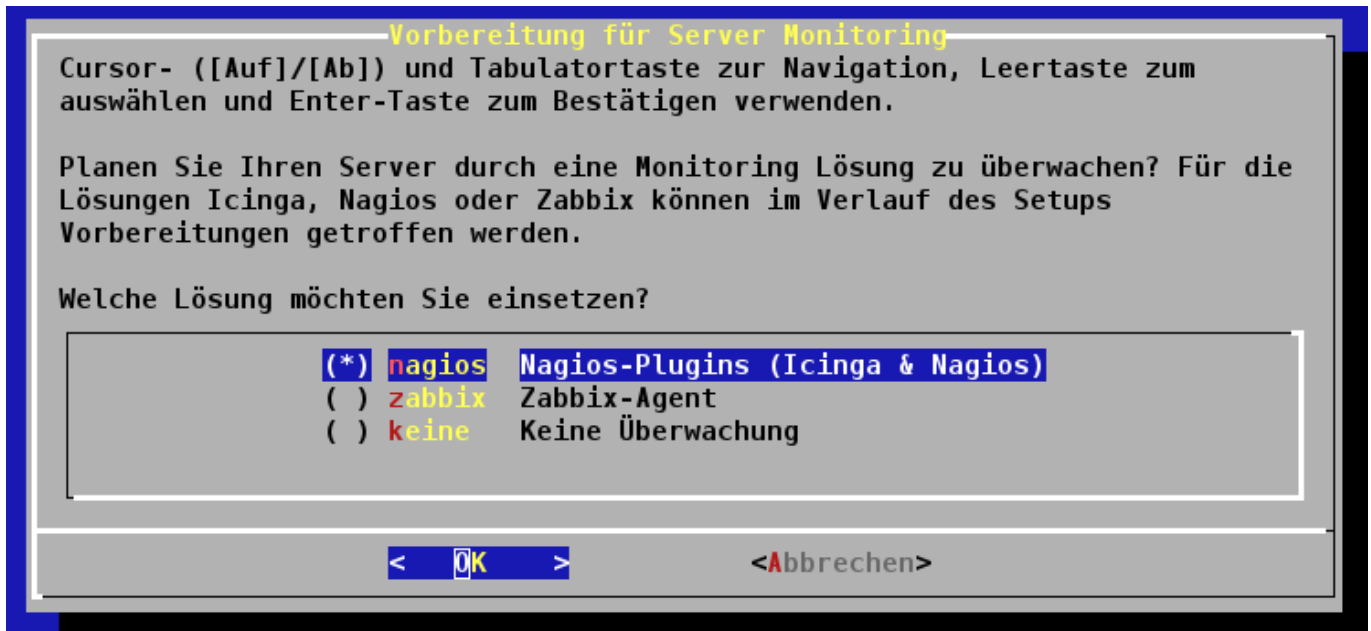 Vorbereitung für Server Monitoring
Cursor- ([Auf]/[Ab]) und Tabulatortaste zur Navigation, Leertaste zum
auswählen und Enter-Taste zum Bestätigen verwenden.
Planen Sie Ihren Server durch eine Monitoring Lösung zu überwachen? Für die
Lösungen Icinga, Nagios oder Zabbix können im Verlauf des Setups
Vorbereitungen getroffen werden.
Welche Lösung möchten Sie einsetzen?
(*) nagios Nagios-Plugins (Icinga & Nagios)
( ) zabbix Zabbix-Agent
( ) keine Keine Überwachung
< OK > <Abbrechen>